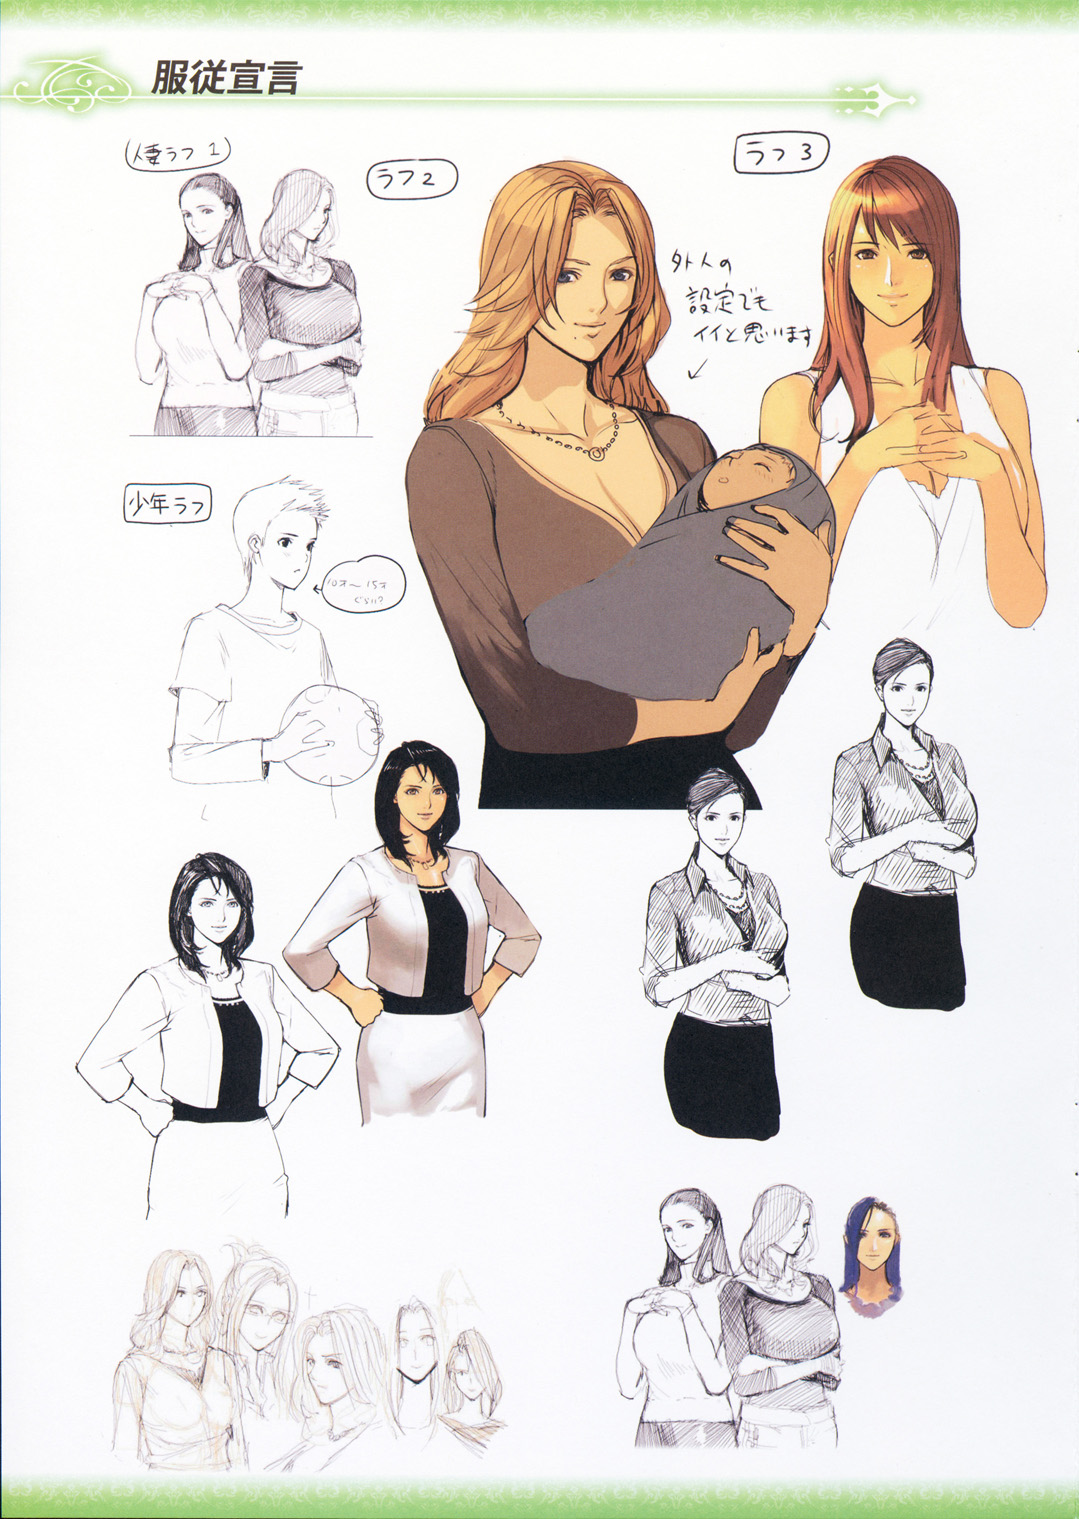 服従宣言
人妻ラフ 1
ラフ 2
ラフ 3
外人の
設定でも
イイと思います
少年ラフ
10才〜15才
ぐらい?